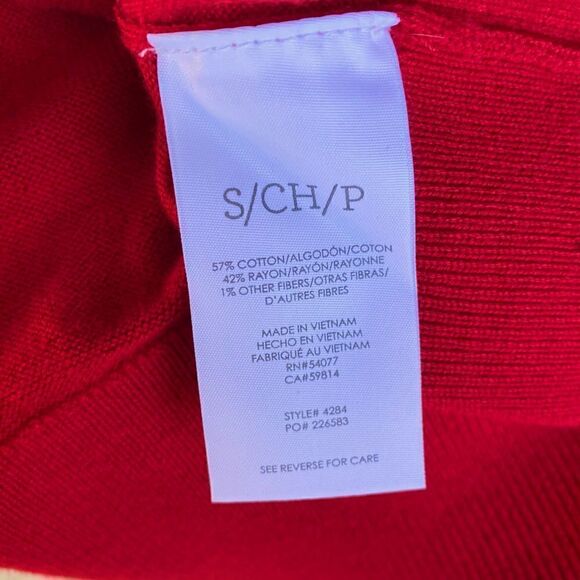 S/CH/P
57% COTTON/ALGODÓN/COTON
42% RAYON/RAYÓN/RAYONNE
1% OTHER FIBERS/OTRAS FIBRAS/
D'AUTRES FIBRES
MADE IN VIETNAM
HECHO EN VIETNAM
FABRIQUÉ AU VIETNAM
RN#54077
CA#59814
STYLE# 4284
PO# 226583
SEE REVERSE FOR CARE